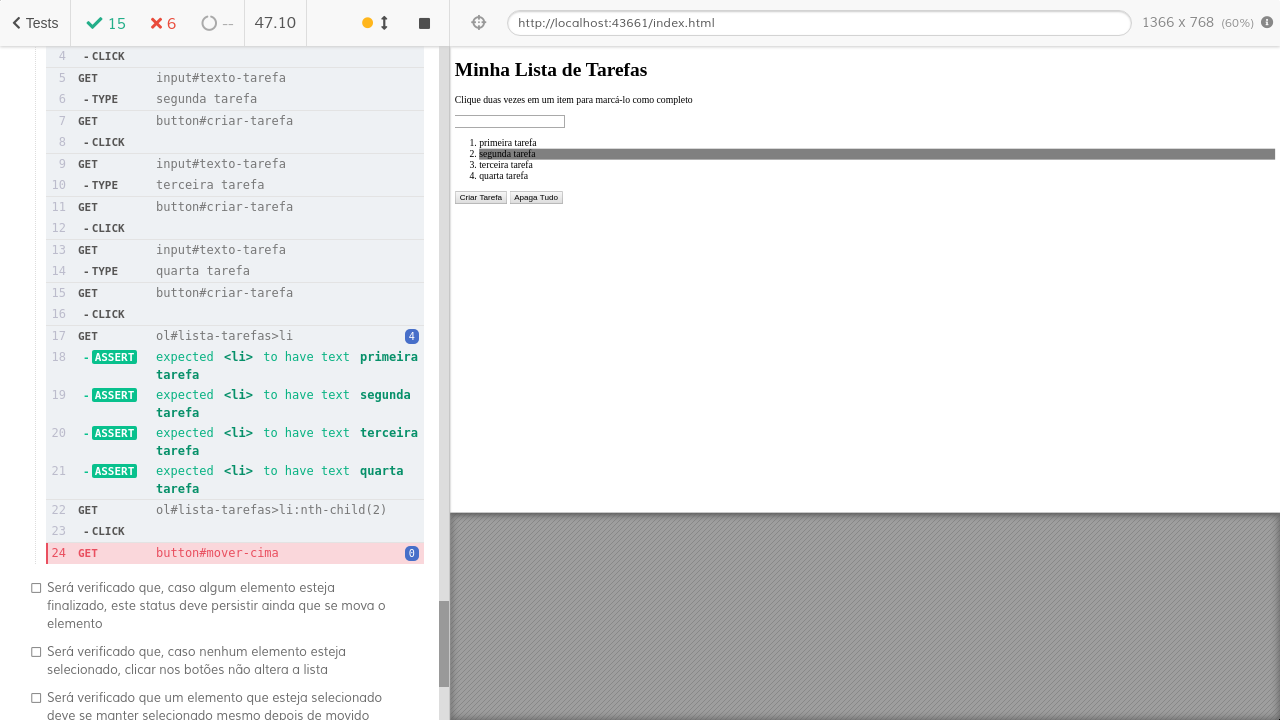 Tests 15 6 -- 47.10 http://localhost:43661/index.html 1366 x 768 (60%)
4 - CLICK
5 GET input#texto-tarefa
6 - TYPE segunda tarefa
7 GET button#criar-tarefa
8 - CLICK
9 GET input#texto-tarefa
10 - TYPE terceira tarefa
11 GET button#criar-tarefa
12 - CLICK
13 GET input#texto-tarefa
14 - TYPE quarta tarefa
15 GET button#criar-tarefa
16 - CLICK
17 GET ol#lista-tarefas>li 4
18 - ASSERT expected <li> to have text primeira
tarefa
19 - ASSERT expected <li> to have text segunda
tarefa
20 - ASSERT expected <li> to have text terceira
tarefa
21 - ASSERT expected <li> to have text quarta
tarefa
22 GET ol#lista-tarefas>li:nth-child(2)
23 - CLICK
24 GET button#mover-cima 0
Será verificado que, caso algum elemento esteja
finalizado, este status deve persistir ainda que se mova o
elemento
Será verificado que, caso nenhum elemento esteja
selecionado, clicar nos botões não altera a lista
Será verificado que um elemento que esteja selecionado
deve se manter selecionado mesmo depois de movido
Minha Lista de Tarefas
Clique duas vezes em um item para marcá-lo como completo
1. primeira tarefa
2. segunda tarefa
3. terceira tarefa
4. quarta tarefa
Criar Tarefa Apaga Tudo